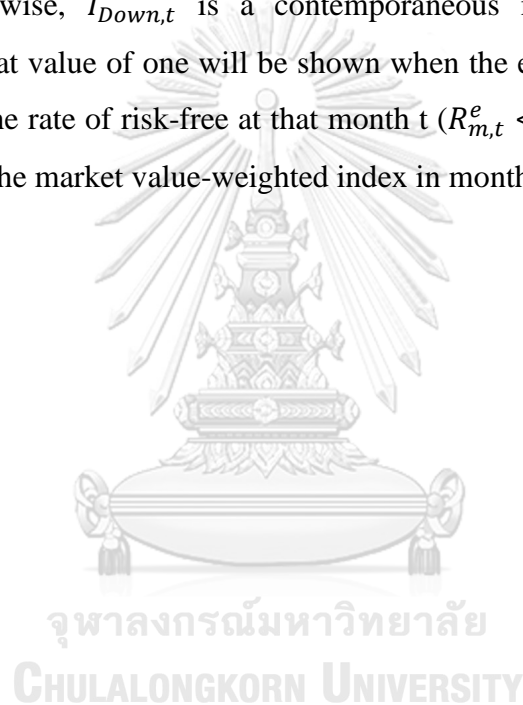 wise, I_{Down,t} is a contemporaneous
at value of one will be shown when the
he rate of risk-free at that month t (R^e_{m,t} <
he market value-weighted index in month
จุฬาลงกรณ์มหาวิทยาลัย
CHULALONGKORN UNIVERSITY